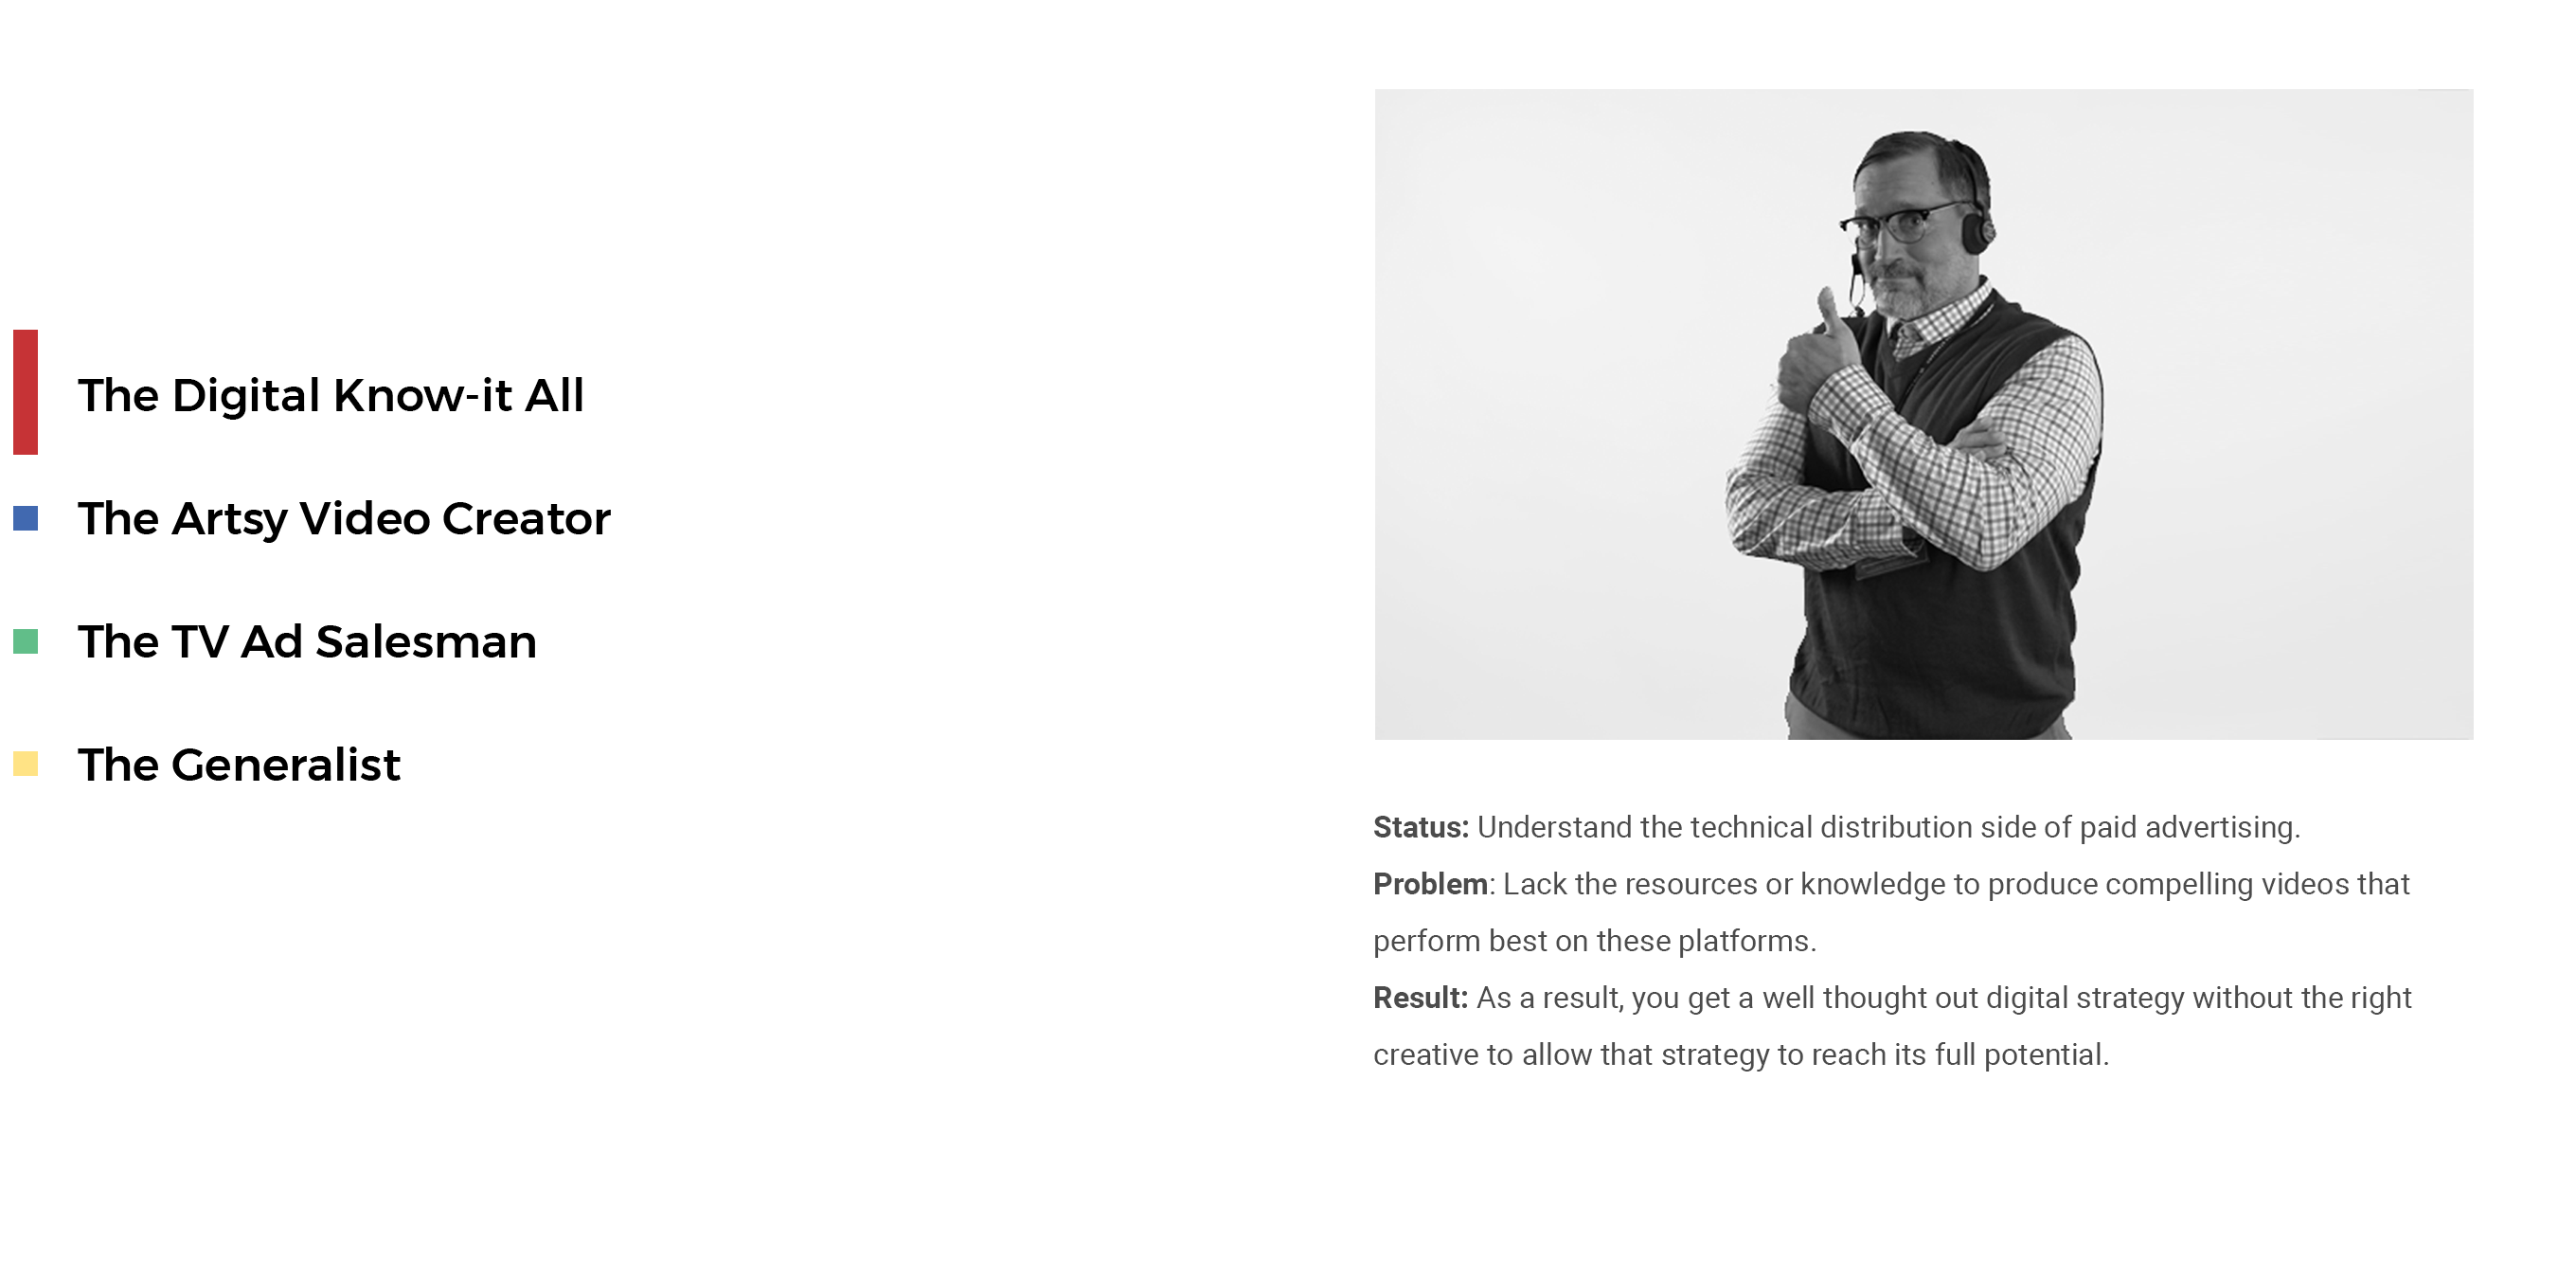 The Digital Know-it All
The Artsy Video Creator
The TV Ad Salesman
The Generalist
Status: Understand the technical distribution side of paid advertising.
Problem: Lack the resources or knowledge to produce compelling videos that
perform best on these platforms.
Result: As a result, you get a well thought out digital strategy without the right
creative to allow that strategy to reach its full potential.